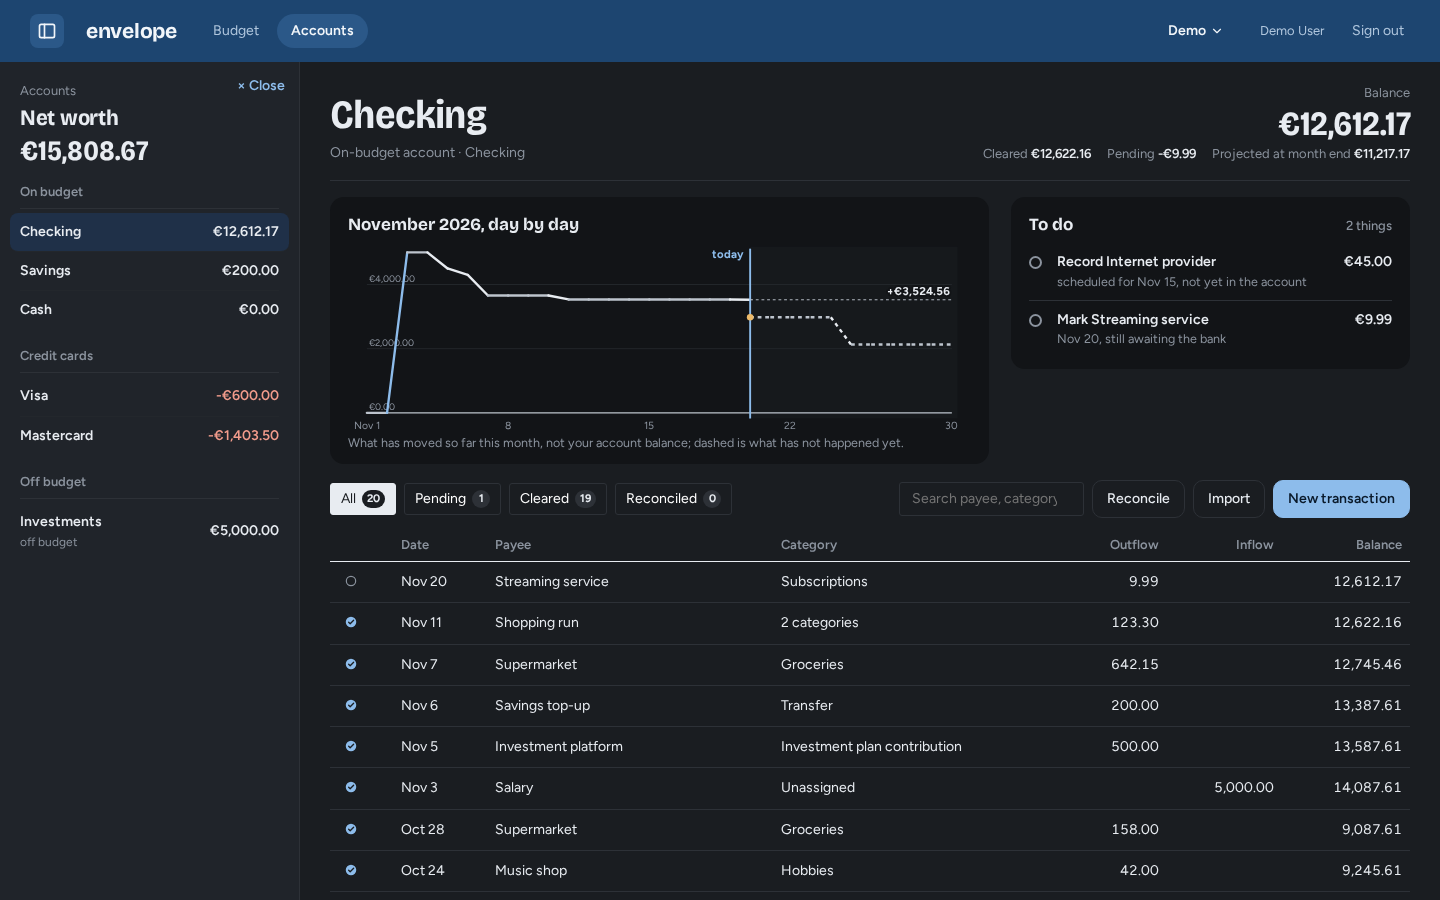 envelope
Budget
Accounts
Demo
Demo User
Sign out
Accounts
× Close
Net worth
€15,808.67
On budget
Checking €12,612.17
Savings €200.00
Cash €0.00
Credit cards
Visa -€600.00
Mastercard -€1,403.50
Off budget
Investments €5,000.00
off budget
Checking
On-budget account · Checking
Balance
€12,612.17
Cleared €12,622.16 Pending -€9.99 Projected at month end €11,217.17
November 2026, day by day
today
€4,000.00
+€3,524.56
€2,000.00
€0.00
Nov 1 8 15 22 30
What has moved so far this month, not your account balance; dashed is what has not happened yet.
To do 2 things
Record Internet provider €45.00
scheduled for Nov 15, not yet in the account
Mark Streaming service €9.99
Nov 20, still awaiting the bank
All 20 Pending 1 Cleared 19 Reconciled 0
Search payee, category
Reconcile
Import
New transaction
Date Payee Category Outflow Inflow Balance
Nov 20 Streaming service Subscriptions 9.99 12,612.17
Nov 11 Shopping run 2 categories 123.30 12,622.16
Nov 7 Supermarket Groceries 642.15 12,745.46
Nov 6 Savings top-up Transfer 200.00 13,387.61
Nov 5 Investment platform Investment plan contribution 500.00 13,587.61
Nov 3 Salary Unassigned 5,000.00 14,087.61
Oct 28 Supermarket Groceries 158.00 9,087.61
Oct 24 Music shop Hobbies 42.00 9,245.61